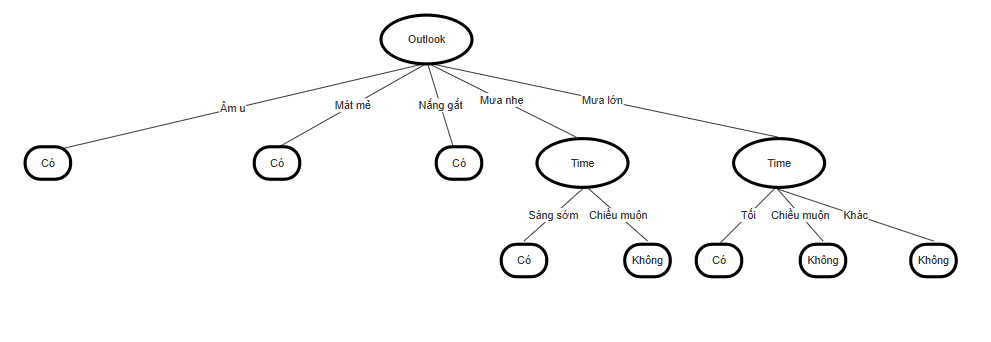 Outlook
Âm u
Mát mẻ
Nắng gắt
Mưa nhẹ
Mưa lớn
Có
Có
Có
Time
Time
Sáng sớm
Chiều muộn
Tối
Chiều muộn
Khác
Có
Không
Có
Không
Không